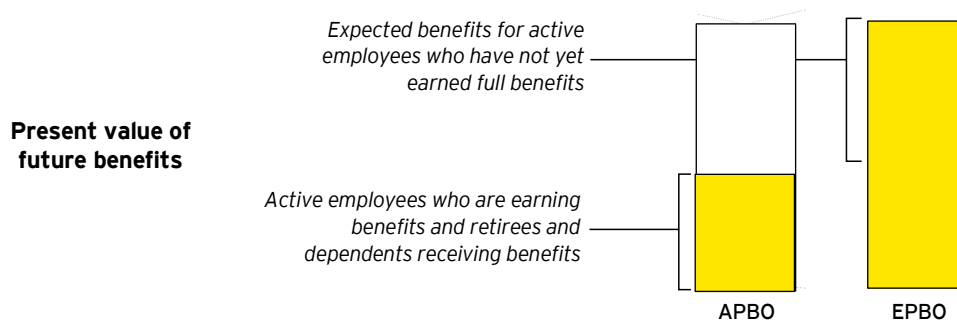 Expected benefits for active
employees who have not yet
earned full benefits
Present value of
future benefits
Active employees who are earning
benefits and retirees and
dependents receiving benefits
APBO
EPBO